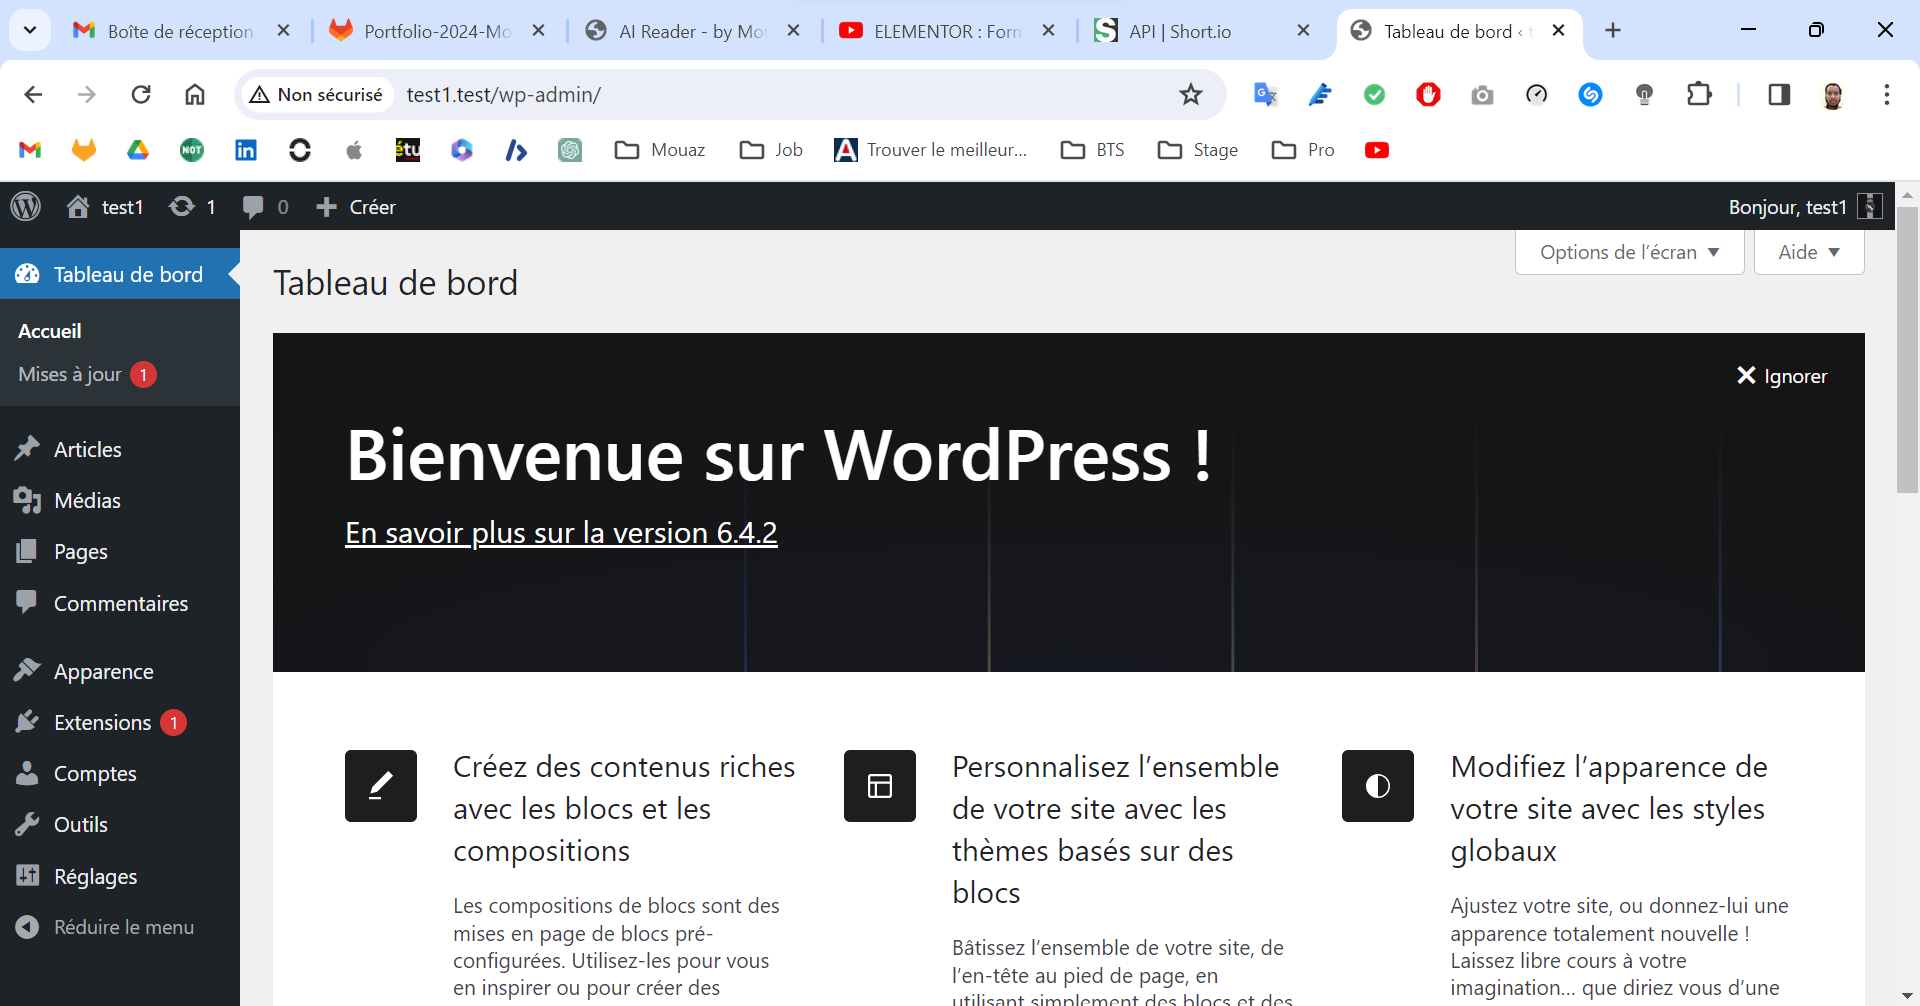 Boîte de réception
Portfolio-2024-Mo
AI Reader - by Mou
ELEMENTOR : Form
API | Short.io
Tableau de bord ‹ t
Non sécurisé
test1.test/wp-admin/
NOT
étu
Mouaz
Job
Trouver le meilleur...
BTS
Stage
Pro
test1
1
0
Créer
Bonjour, test1
Tableau de bord
Accueil
Mises à jour 1
Articles
Médias
Pages
Commentaires
Apparence
Extensions 1
Comptes
Outils
Réglages
Réduire le menu
Options de l’écran
Aide
Tableau de bord
Ignorer
Bienvenue sur WordPress !
En savoir plus sur la version 6.4.2
Créez des contenus riches
avec les blocs et les
compositions
Les compositions de blocs sont des
mises en page de blocs pré-
configurées. Utilisez-les pour vous
en inspirer ou pour créer des
Personnalisez l’ensemble
de votre site avec les
thèmes basés sur des
blocs
Bâtissez l’ensemble de votre site, de
l’en-tête au pied de page, en
utilisant simplement des blocs et des
Modifiez l’apparence de
votre site avec les styles
globaux
Ajustez votre site, ou donnez-lui une
apparence totalement nouvelle !
Laissez libre cours à votre
imagination... que diriez vous d’une